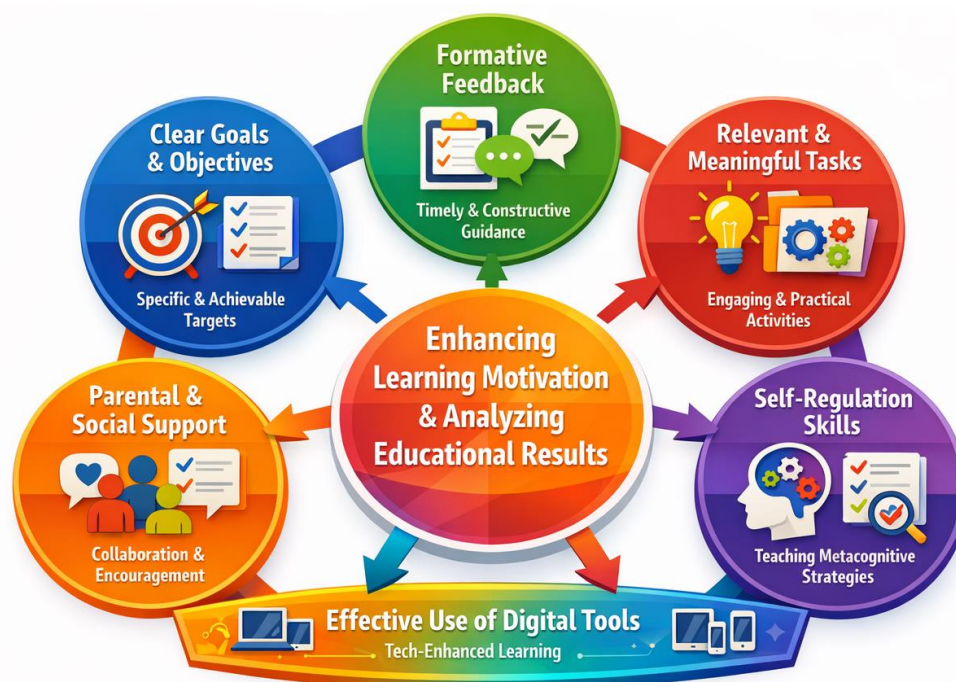 Formative
Feedback
Timely & Constructive
Guidance
Clear Goals
& Objectives
Specific & Achievable
Targets
Relevant &
Meaningful Tasks
Engaging & Practical
Activities
Enhancing
Learning Motivation
& Analyzing
Educational Results
Parental &
Social Support
Collaboration &
Encouragement
Self-Regulation
Skills
Teaching Metacognitive
Strategies
Effective Use of Digital Tools
Tech-Enhanced Learning